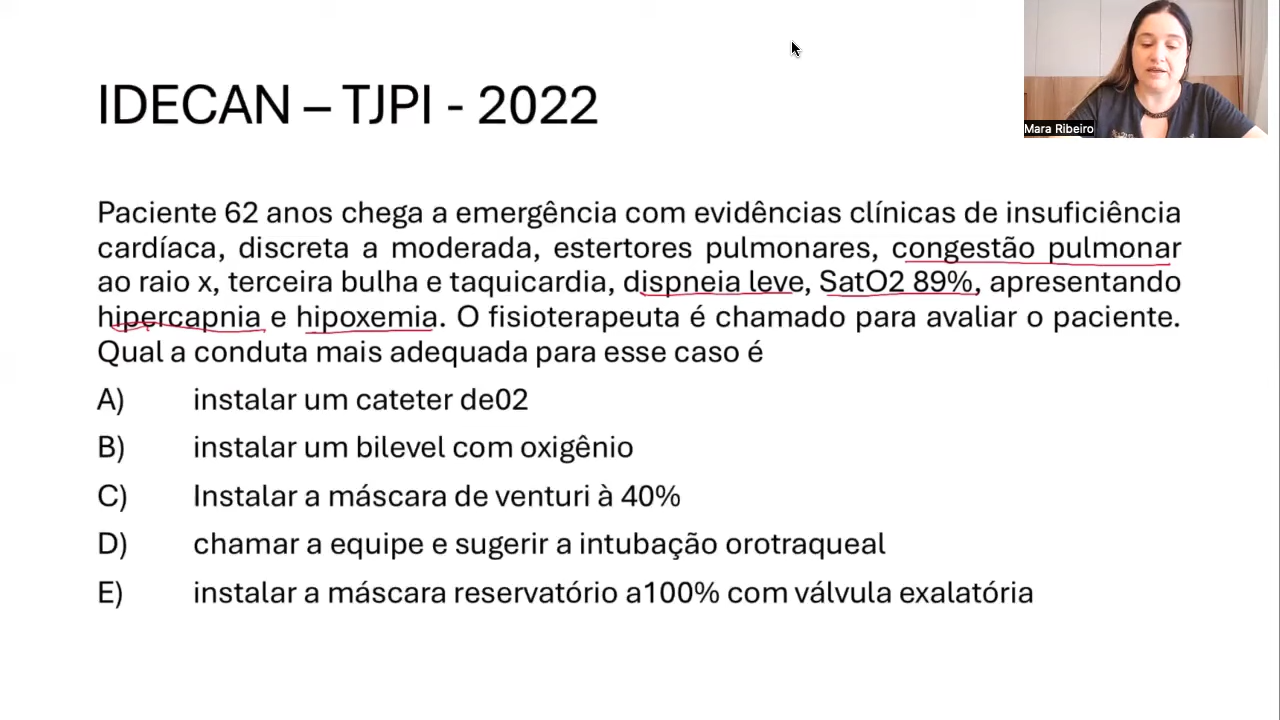 IDECAN – TJPI - 2022
Mara Ribeiro
Paciente 62 anos chega a emergência com evidências clínicas de insuficiência
cardíaca, discreta a moderada, estertores pulmonares, congestão pulmonar
ao raio x, terceira bulha e taquicardia, dispneia leve, SatO2 89%, apresentando
hipercapnia e hipoxemia. O fisioterapeuta é chamado para avaliar o paciente.
Qual a conduta mais adequada para esse caso é
A) instalar um cateter de02
B) instalar um bilevel com oxigênio
C) Instalar a máscara de venturi à 40%
D) chamar a equipe e sugerir a intubação orotraqueal
E) instalar a máscara reservatório a100% com válvula exalatória